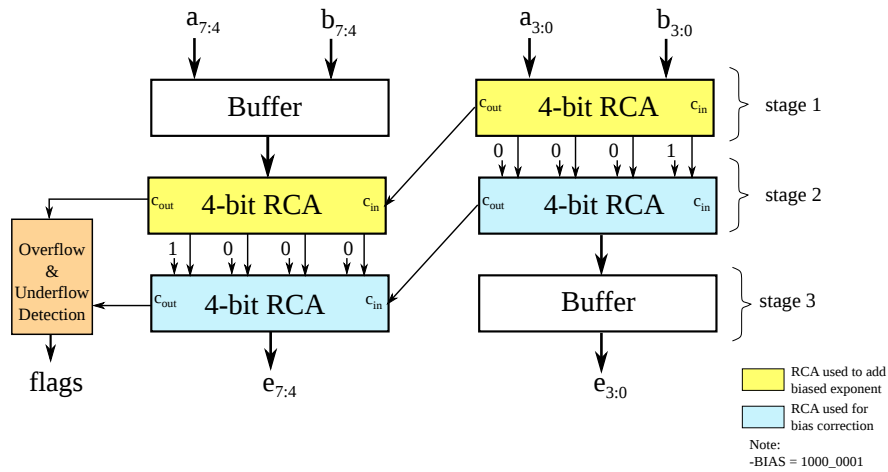 a7:4 b7:4 a3:0 b3:0
Buffer
cout 4-bit RCA cin
stage 1
0 0 0 1
cout 4-bit RCA cin
cout 4-bit RCA cin
stage 2
1 0 0 0
Overflow
&
Underflow
Detection
cout 4-bit RCA cin
Buffer
stage 3
flags
e7:4
e3:0
RCA used to add
biased exponent
RCA used for
bias correction
Note:
-BIAS = 1000_0001